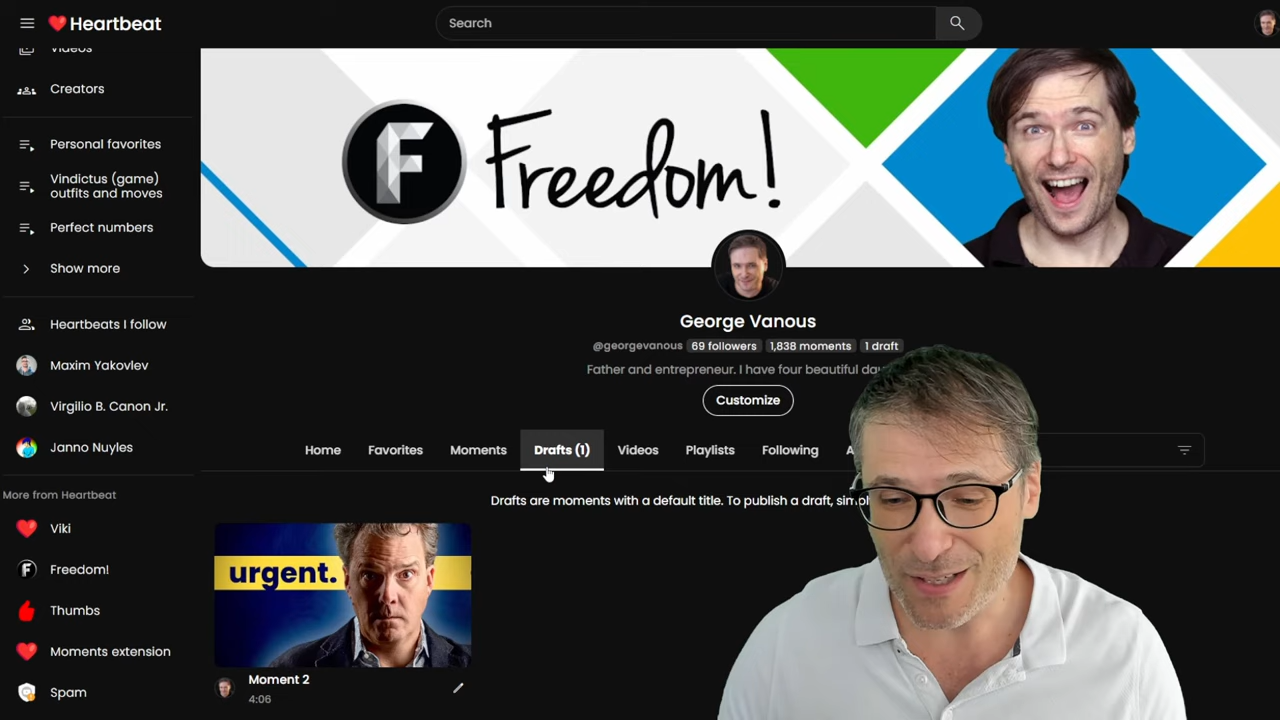 Heartbeat
Search
Videos
Creators
Personal favorites
Vindictus (game)
outfits and moves
Perfect numbers
Show more
Heartbeats I follow
Maxim Yakovlev
Virgilio B. Canon Jr.
Janno Nuyles
More from Heartbeat
Viki
Freedom!
Thumbs
Moments extension
Spam
F Freedom!
George Vanous
@georgevanous 69 followers 1,838 moments 1 draft
Father and entrepreneur. I have four beautiful
Customize
Home Favorites Moments Drafts (1) Videos Playlists Following
Drafts are moments with a default title. To publish a draft,
urgent.
Moment 2
4:06